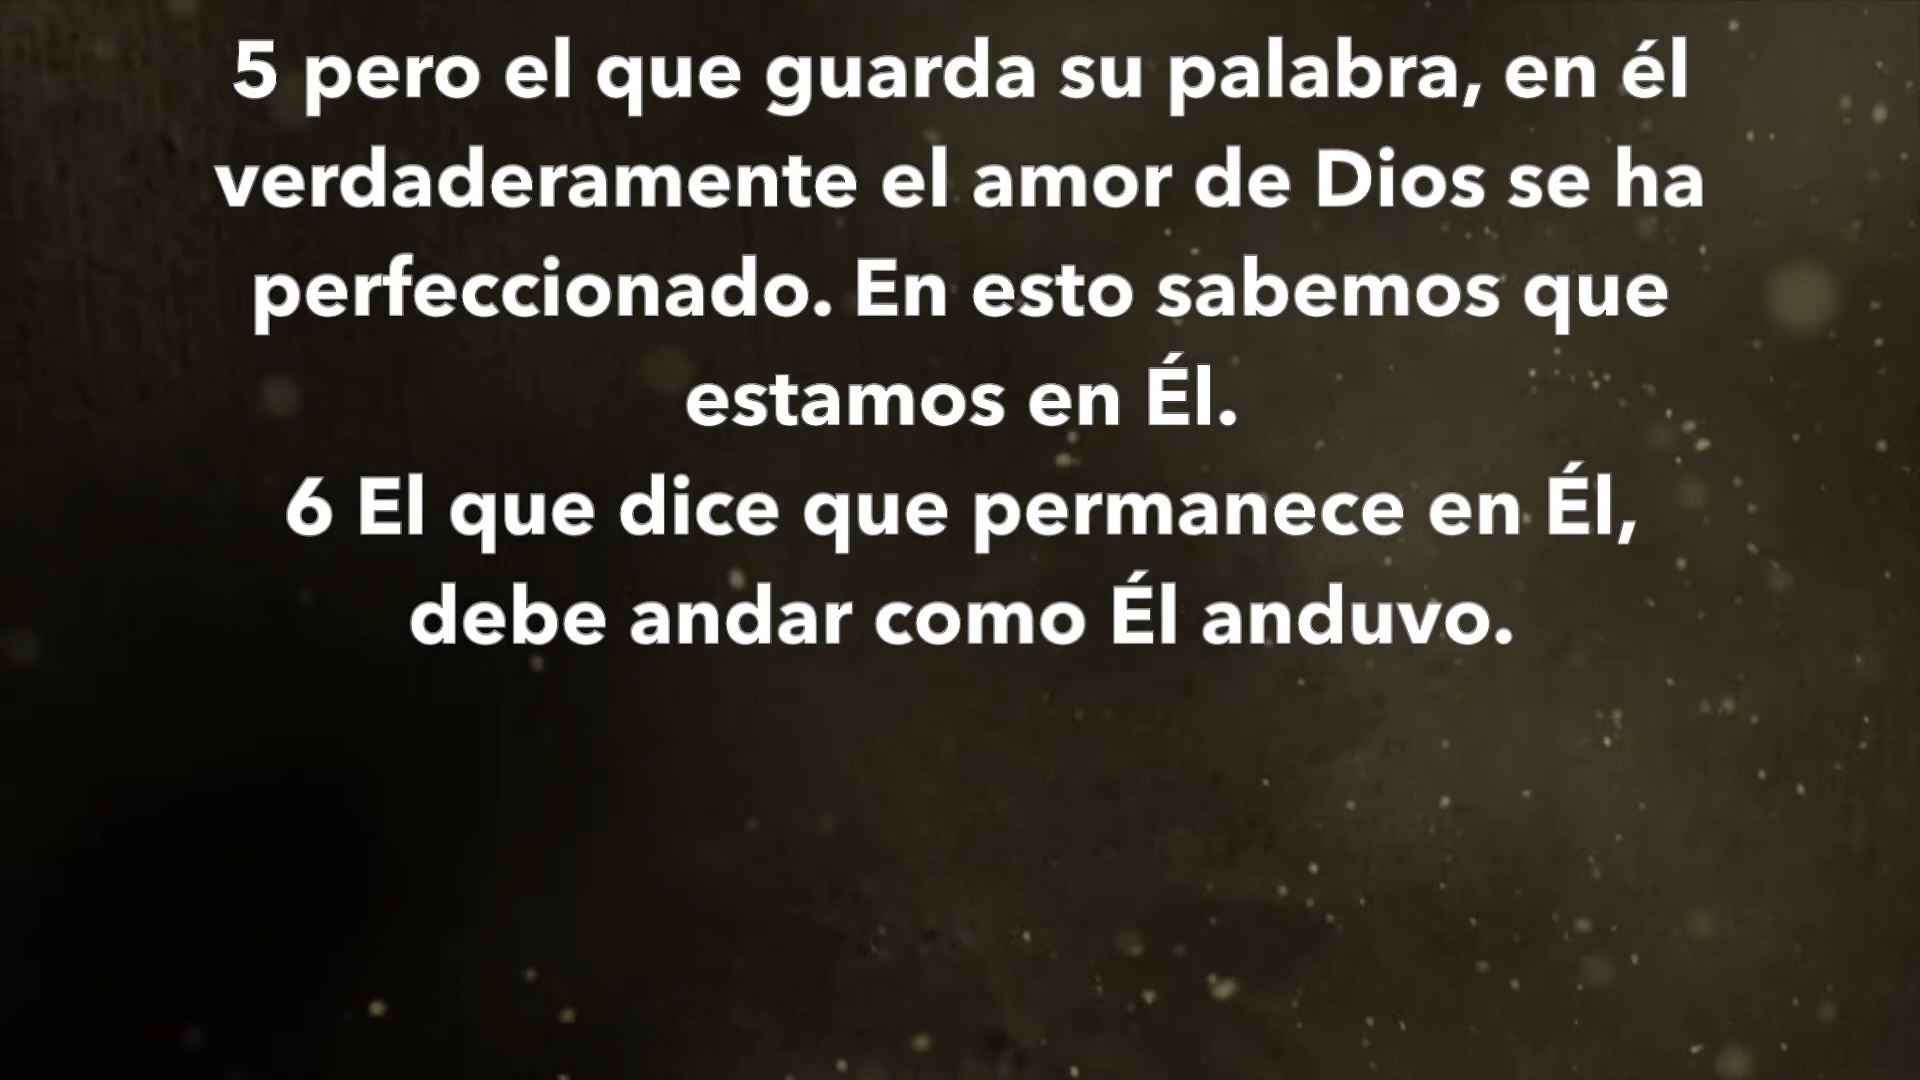 5 pero el que guarda su palabra, en él
verdaderamente el amor de Dios se ha
perfeccionado. En esto sabemos que
estamos en Él.
6 El que dice que permanece en Él,
debe andar como Él anduvo.